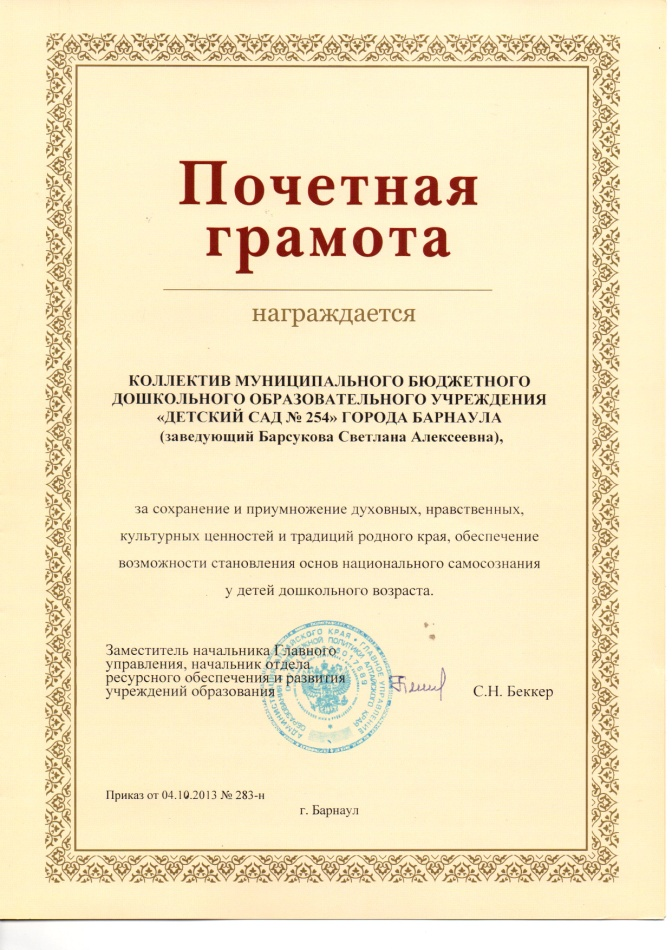 Почетная
грамота
награждается
КОЛЛЕКТИВ МУНИЦИПАЛЬНОГО БЮДЖЕТНОГО
ДОШКОЛЬНОГО ОБРАЗОВАТЕЛЬНОГО УЧРЕЖДЕНИЯ
«ДЕТСКИЙ САД № 254» ГОРОДА БАРНАУЛА
(заведующий Барсукова Светлана Алексеевна),
за сохранение и приумножение духовных, нравственных,
культурных ценностей и традиций родного края, обеспечение
возможности становления основ национального самосознания
у детей дошкольного возраста.
Заместитель начальника Главного
управления, начальник отдела
ресурсного обеспечения и развития
учреждений образования
С.Н. Беккер
Приказ от 04.10.2013 № 283-н
г. Барнаул